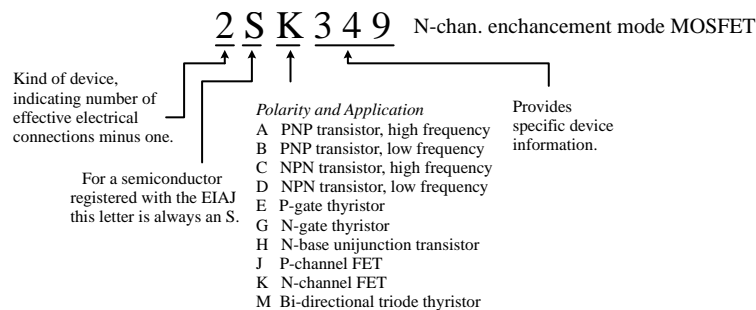 2 S K 3 4 9 N-chan. enchancement mode MOSFET
Kind of device,
indicating number of
effective electrical
connections minus one.
For a semiconductor
registered with the EIAJ
this letter is always an S.
Polarity and Application
A PNP transistor, high frequency
B PNP transistor, low frequency
C NPN transistor, high frequency
D NPN transistor, low frequency
E P-gate thyristor
G N-gate thyristor
H N-base unijunction transistor
J P-channel FET
K N-channel FET
M Bi-directional triode thyristor
Provides
specific device
information.